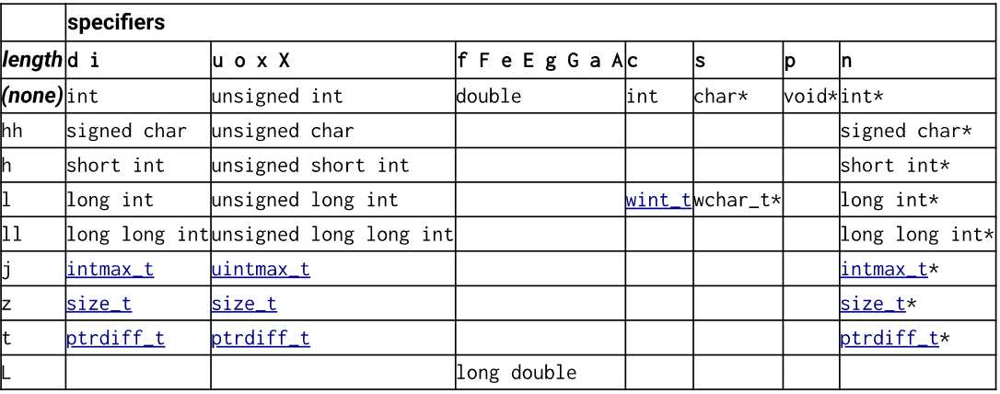 specifiers
length d i u o x X f F e E g G a A c s p n
(none) int unsigned int double int char* void* int*
hh signed char unsigned char signed char*
h short int unsigned short int short int*
l long int unsigned long int wint_t wchar_t* long int*
ll long long int unsigned long long int long long int*
j intmax_t uintmax_t intmax_t*
z size_t size_t size_t*
t ptrdiff_t ptrdiff_t ptrdiff_t*
L long double